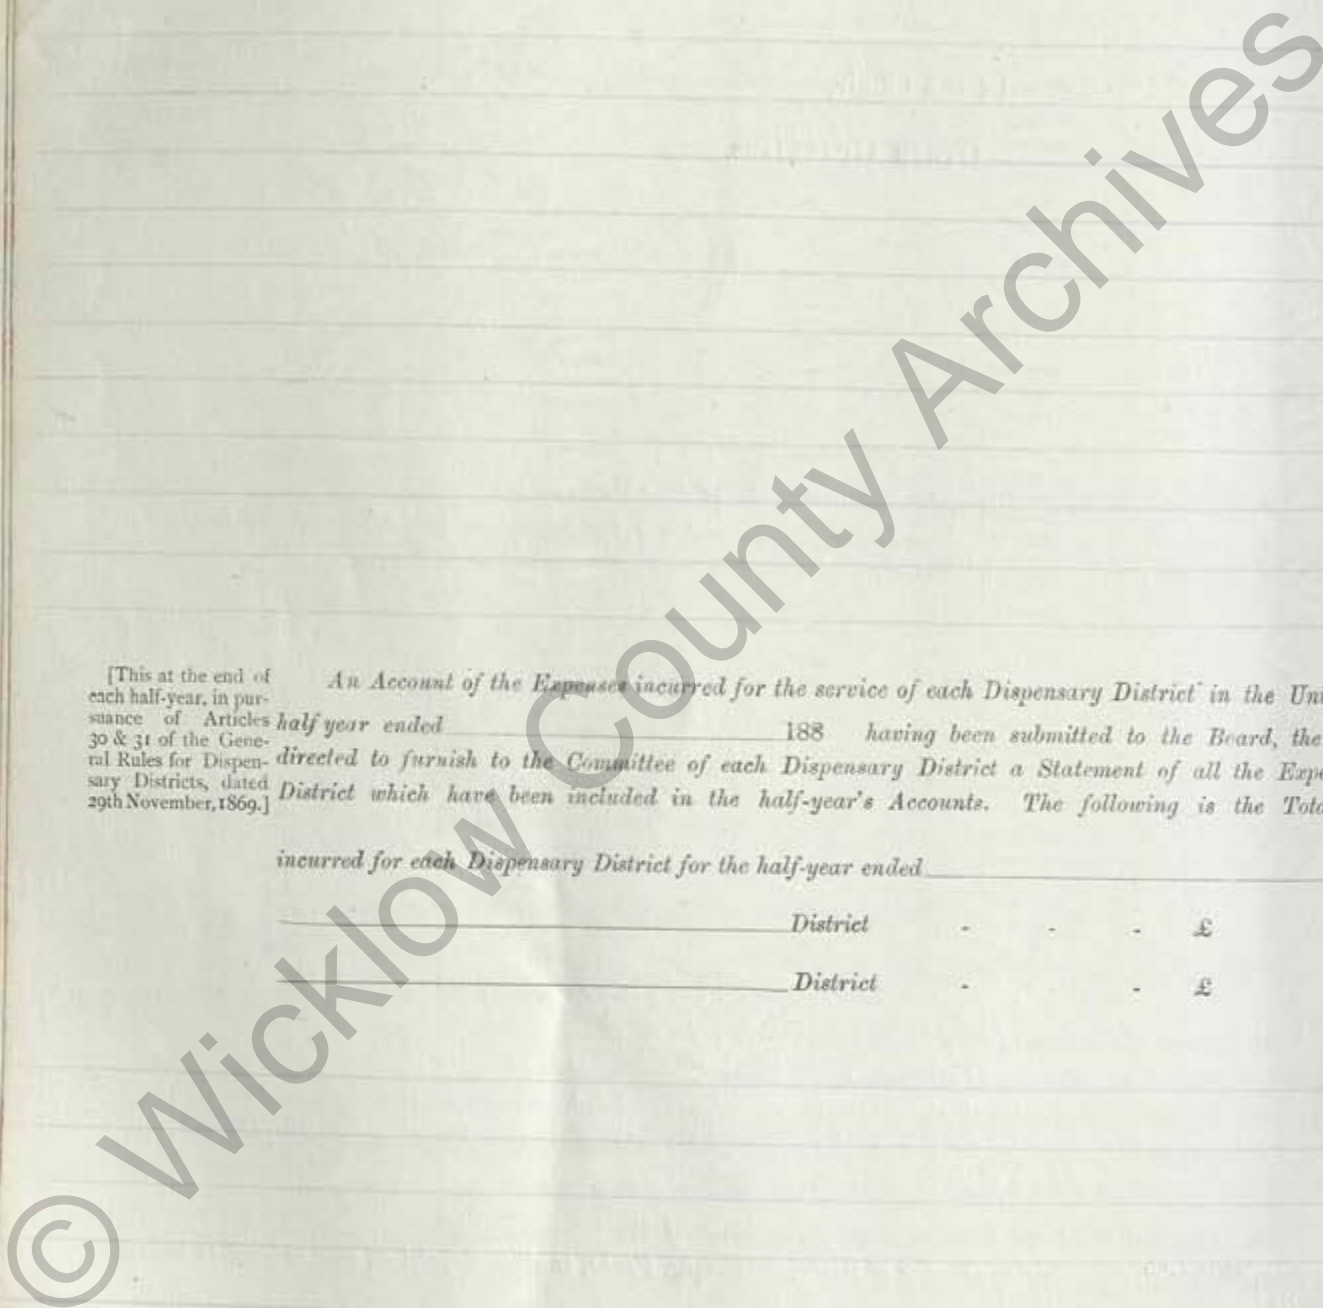 [This at the end of
each half-year, in pur-
suance of Articles
30 & 31 of the Gene-
ral Rules for Dispen-
sary Districts, dated
29th November, 1869.]
An Account of the Expenses incurred for the service of each Dispensary District in the Uni
half year ended 188 having been submitted to the Board, the
directed to furnish to the Committee of each Dispensary District a Statement of all the Expe
District which have been included in the half-year's Accounts. The following is the Tota
incurred for each Dispensary District for the half-year ended
District - - - £
District - - £
© Wicklow County Archives